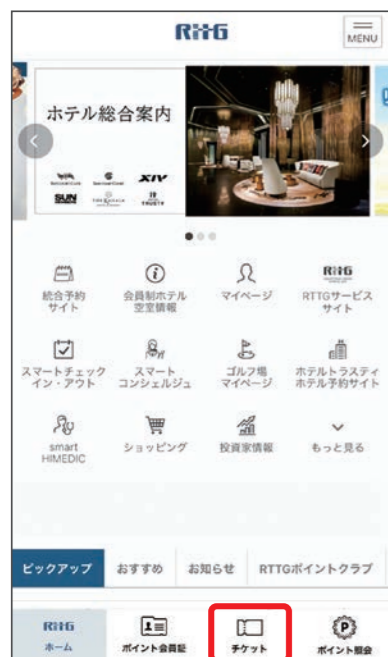 RTTG
MENU
ホテル総合案内
XIV
SUN
THE KAHALA
TRUSTY
統合予約
サイト
会員制ホテル
空室情報
マイページ
RTTG
RTTGサービス
サイト
スマートチェック
イン・アウト
スマート
コンシェルジュ
ゴルフ場
マイページ
ホテルトラスティ
ホテル予約サイト
smart
HIMEDIC
ショッピング
投資家情報
もっと見る
ピックアップ
おすすめ
お知らせ
RTTGポイントクラブ
RTTG
ホーム
ポイント会員証
チケット
P
ポイント照会